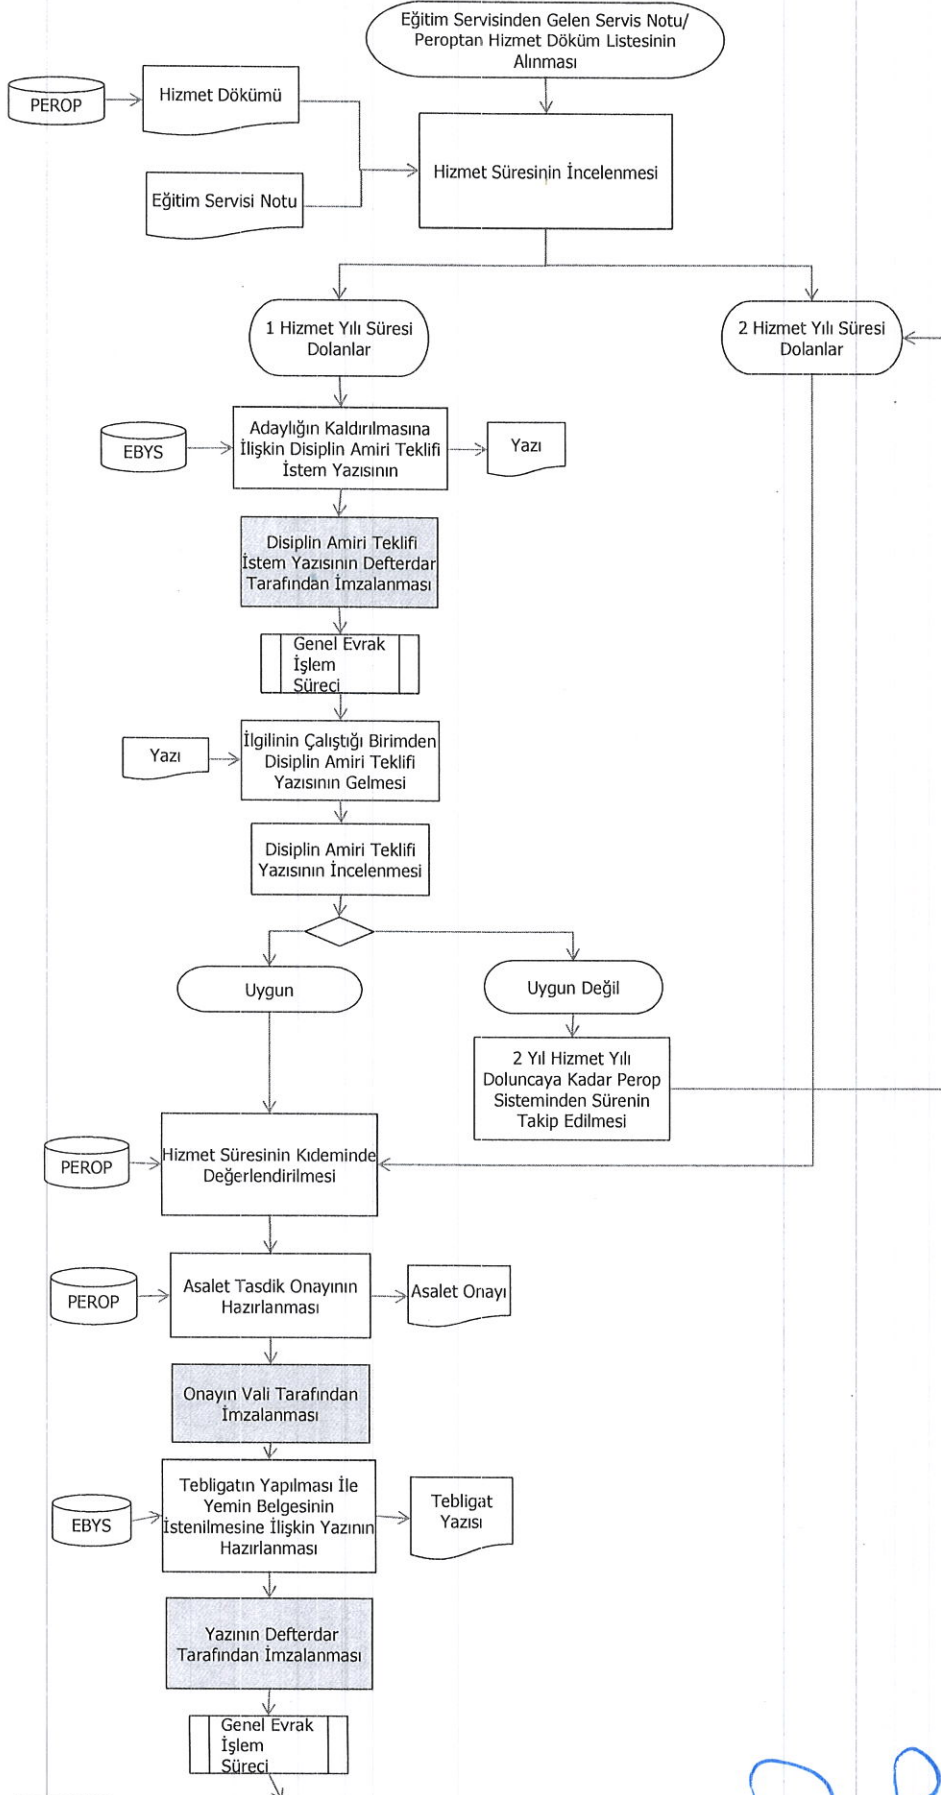 Eğitim Servisinden Gelen Servis Notu/
Peroptan Hizmet Döküm Listesinin
Alınması
PEROP
Hizmet Dökümü
Eğitim Servisi Notu
Hizmet Süresinin İncelenmesi
1 Hizmet Yılı Süresi
Dolanlar
2 Hizmet Yılı Süresi
Dolanlar
EBYS
Adaylığın Kaldırılmasına
İlişkin Disiplin Amiri Teklifi
İstem Yazısının
Yazı
Disiplin Amiri Teklifi
İstem Yazısının Defterdar
Tarafından İmzalanması
Genel Evrak
İşlem
Süreci
Yazı
İlgilinin Çalıştığı Birimden
Disiplin Amiri Teklifi
Yazısının Gelmesi
Disiplin Amiri Teklifi
Yazısının İncelenmesi
Uygun
Uygun Değil
2 Yıl Hizmet Yılı
Doluncaya Kadar Perop
Sisteminden Sürenin
Takip Edilmesi
PEROP
Hizmet Süresinin Kıdeminde
Değerlendirilmesi
PEROP
Asalet Tasdik Onayının
Hazırlanması
Asalet Onayı
Onayın Vali Tarafından
İmzalanması
EBYS
Tebligatın Yapılması İle
Yemin Belgesinin
İstenilmesine İlişkin Yazının
Hazırlanması
Tebligat
Yazısı
Yazının Defterdar
Tarafından İmzalanması
Genel Evrak
İşlem
Süreci